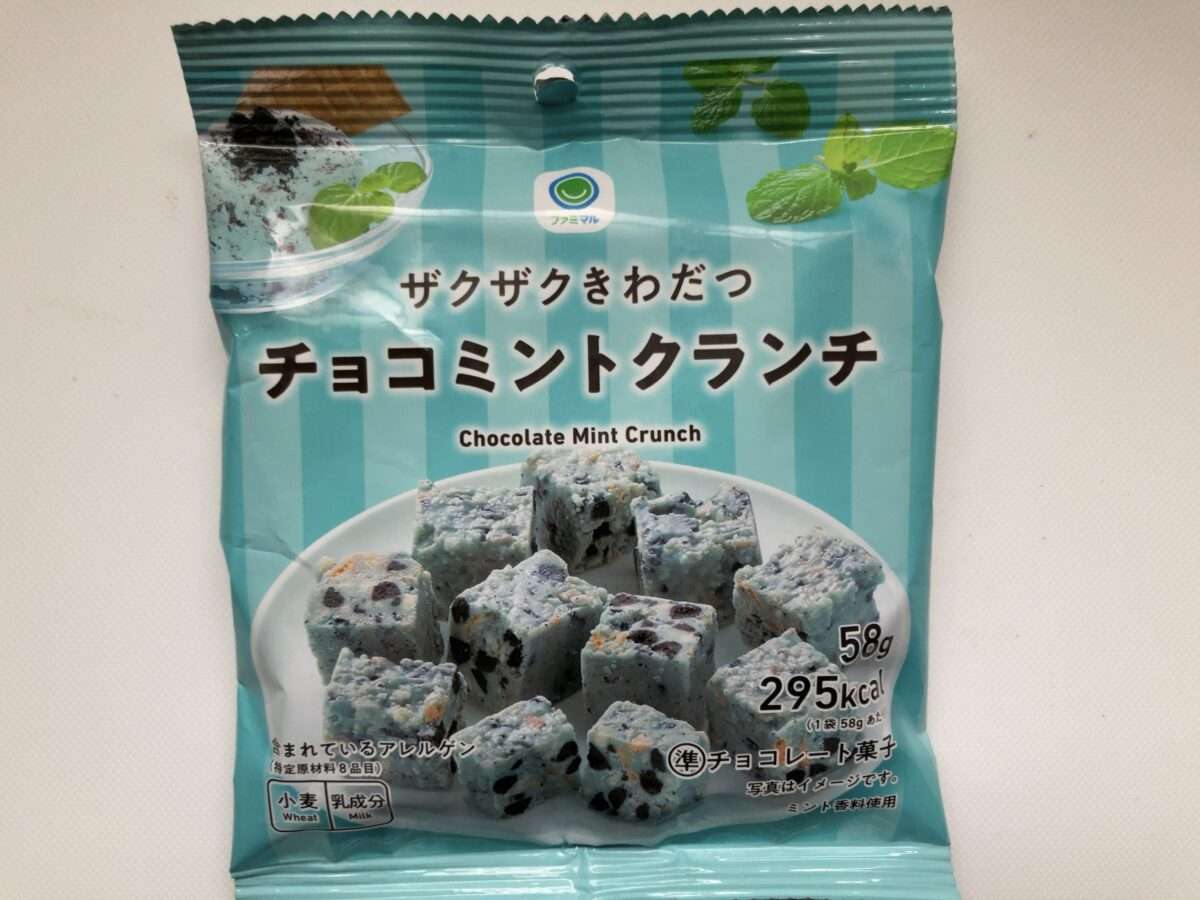 ファミマル
ザクザクきわだつ
チョコミントクランチ
Chocolate Mint Crunch
58g
295kcal
(1袋58gあた
含まれているアレルゲン
(特定原材料8品目)
小麦 乳成分
Wheat Milk
準チョコレート菓子
写真はイメージです。
ミント香料使用